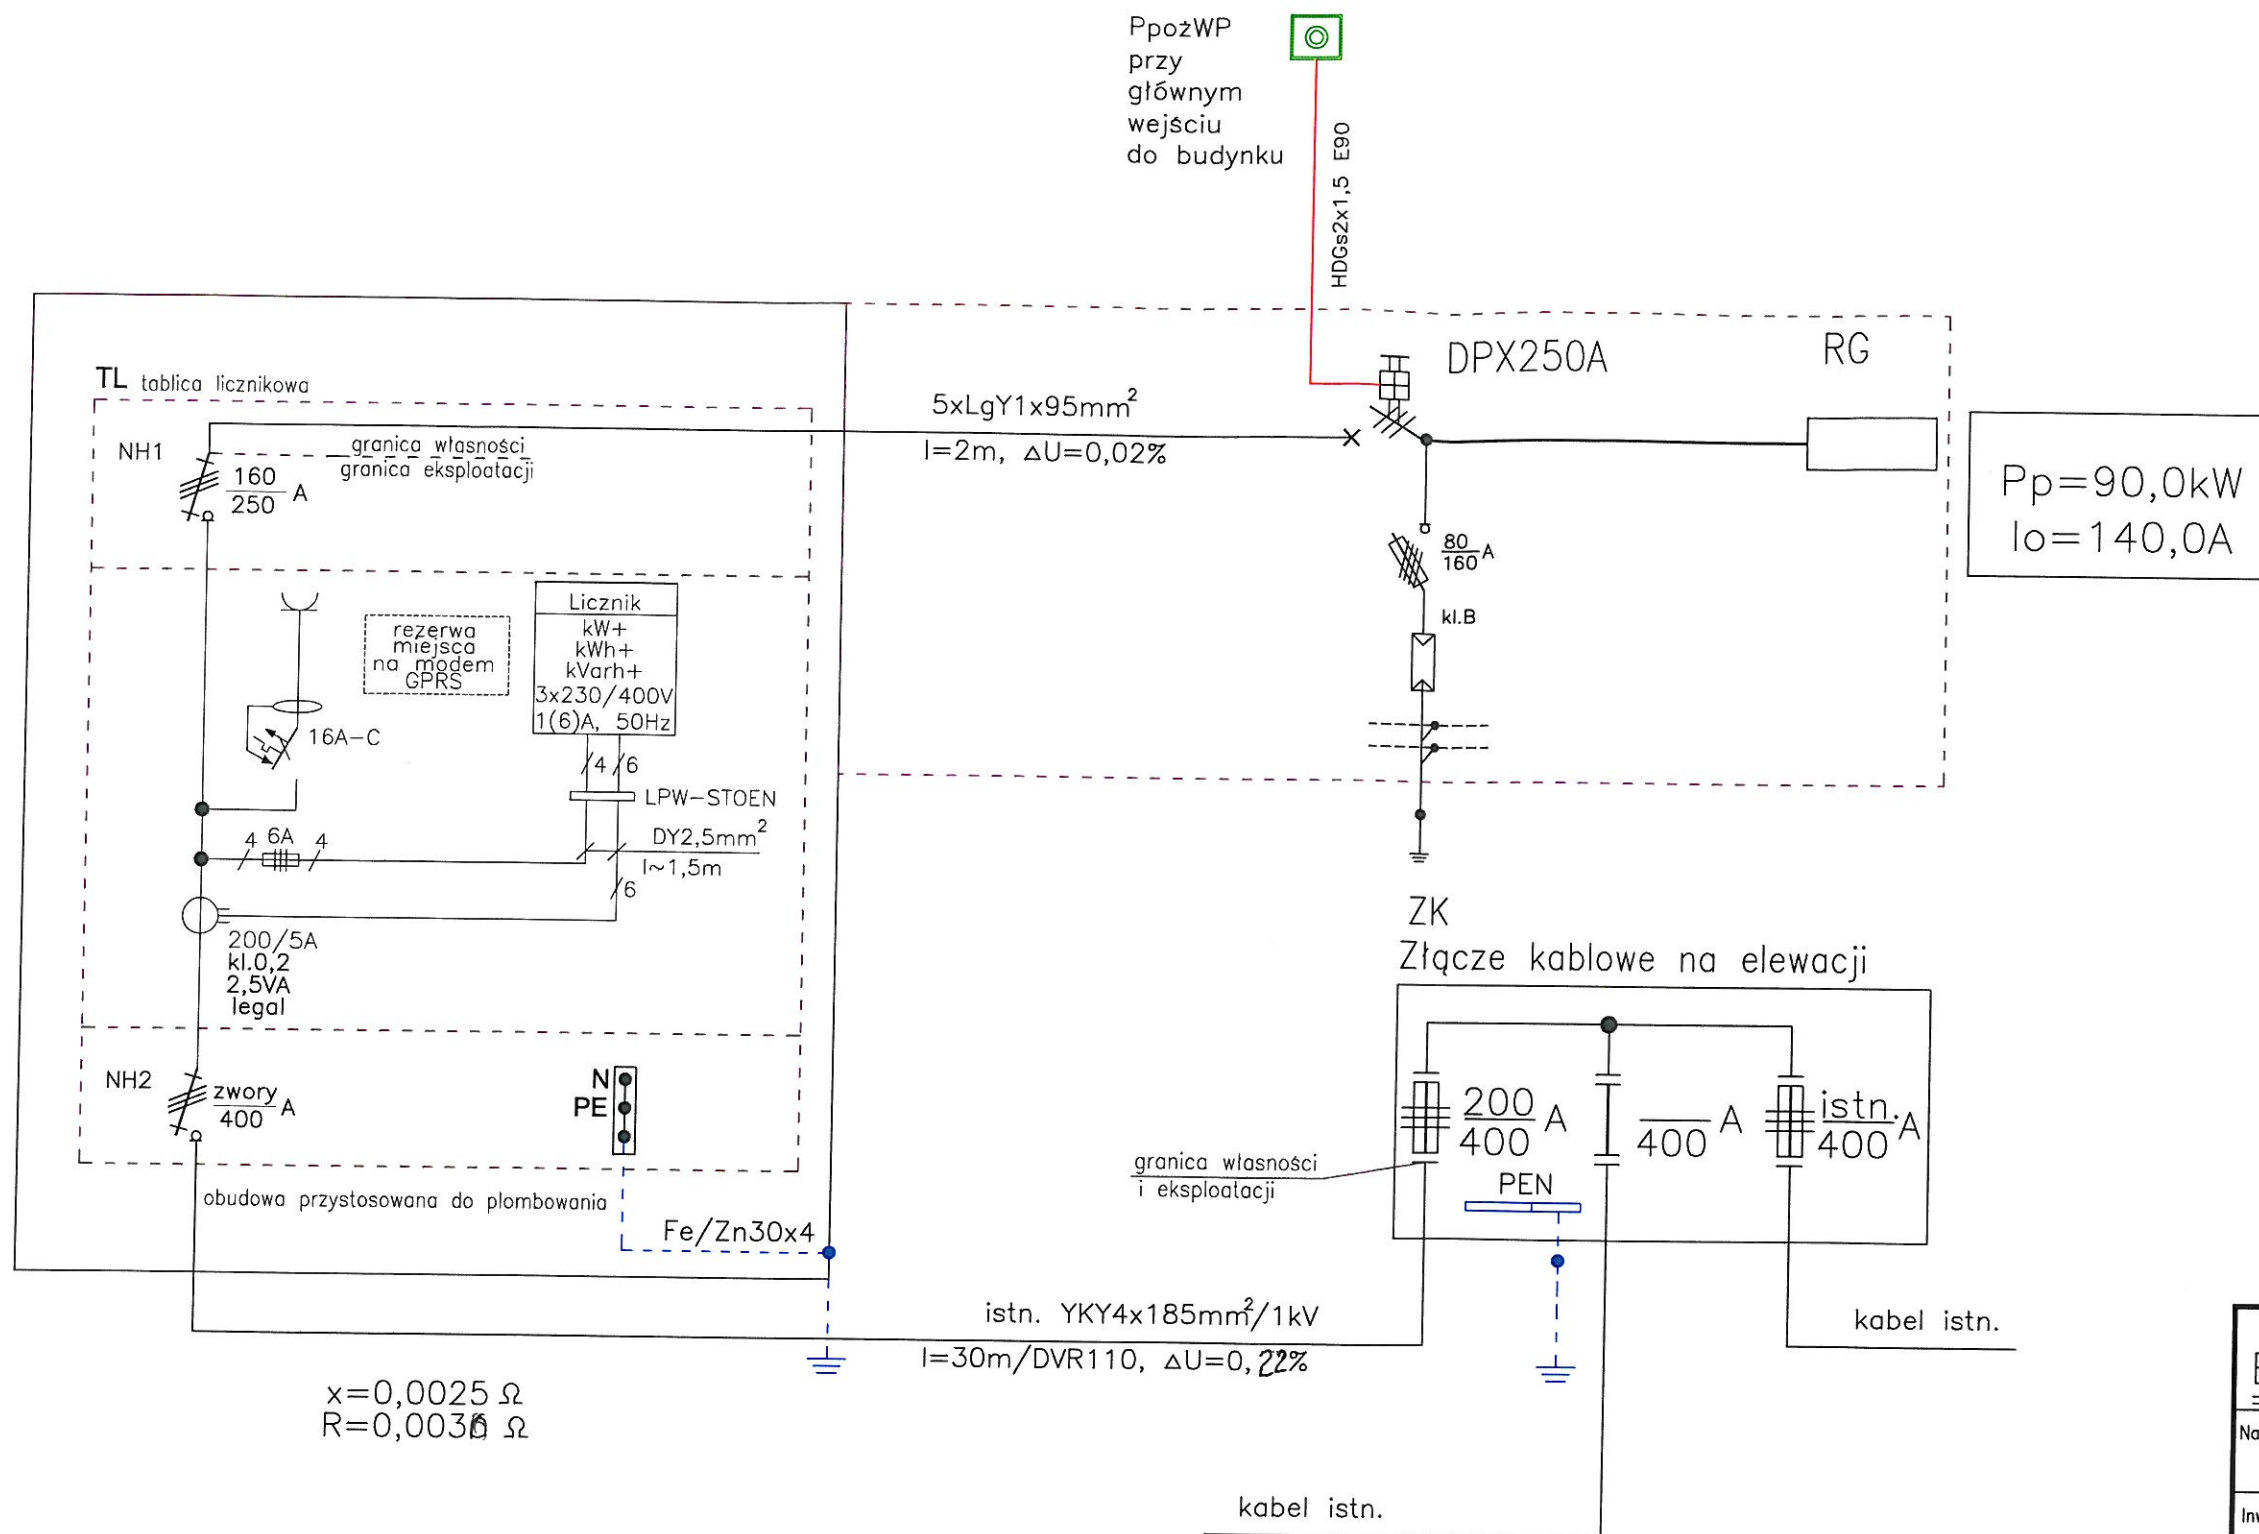 PpożWP
przy
głównym
wejściu
do budynku
HDGs2x1,5 E90
DPX250A
RG
TL tablica licznikowa
NH1
granica własności
granica eksploatacji
160
250 A
5xLgY1x95mm²
l=2m, △U=0,02%
Pp=90,0kW
Io=140,0A
80
160 A
kl.B
rezerwa
miejsca
na modem
GPRS
Licznik
kW+
kWh+
kVarh+
3x230/400V
1(6)A, 50Hz
16A-C
4 6
LPW-STOEN
4 6A 4
DY2,5mm²
l~1,5m
6
200/5A
kl.0,2
2,5VA
legal
NH2
zwory
400 A
N
PE
obudowa przystosowana do plombowania
Fe/Zn30x4
ZK
Złącze kablowe na elewacji
200
400 A
400 A
istn.
400 A
granica własności
i eksploatacji
PEN
istn. YKY4x185mm²/1kV
l=30m/DVR110, △U=0,22%
kabel istn.
x=0,0025 Ω
R=0,003 Ω
kabel istn.
Na
Inv